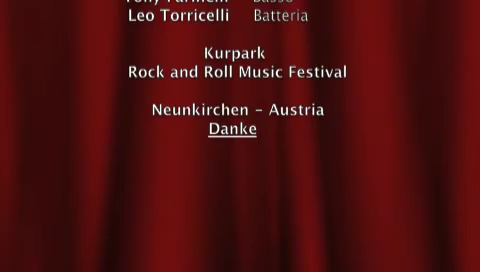 Leo Torricelli Batteria
Kurpark
Rock and Roll Music Festival
Neunkirchen - Austria
Danke